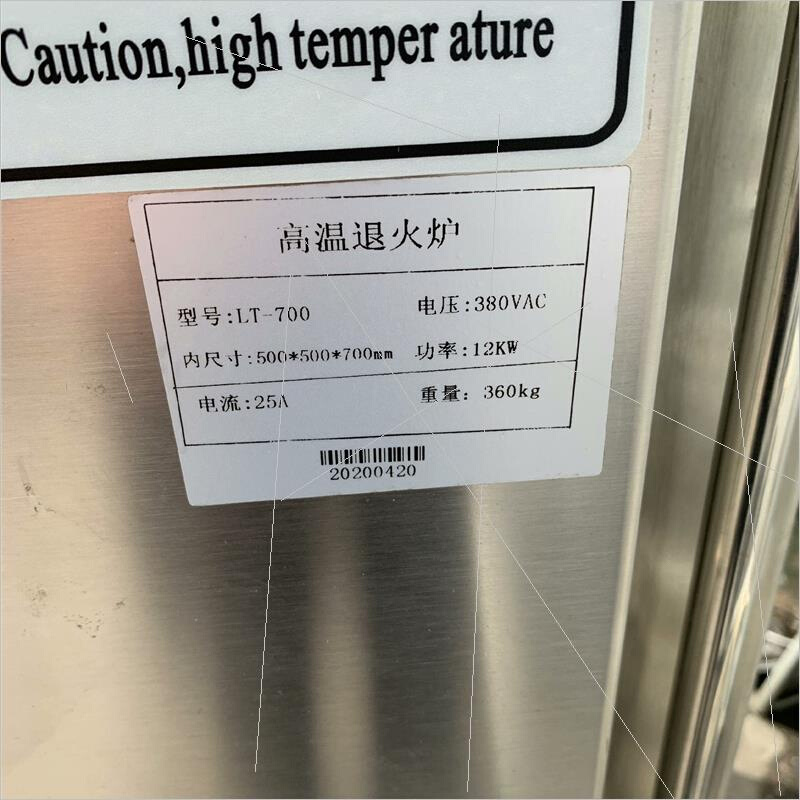 Caution,high temper ature
高温退火炉
型号:LT-700 电压:380VAC
内尺寸:500*500*700mm 功率:12KW
电流:25A 重量: 360kg
20200420